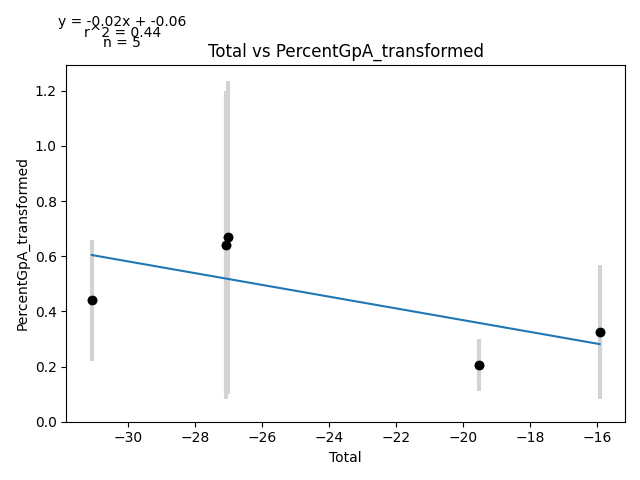 y = -0.02x + -0.06
r^2 = 0.44
n = 5
Total vs PercentGpA_transformed
PercentGpA_transformed
1.2
1.0
0.8
0.6
0.4
0.2
0.0
−30
−28
−26
−24
−22
−20
−18
−16
Total